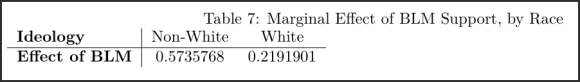 Table 7: Marginal Effect of BLM Support, by Race
Ideology Non-White White
Effect of BLM 0.5735768 0.2191901